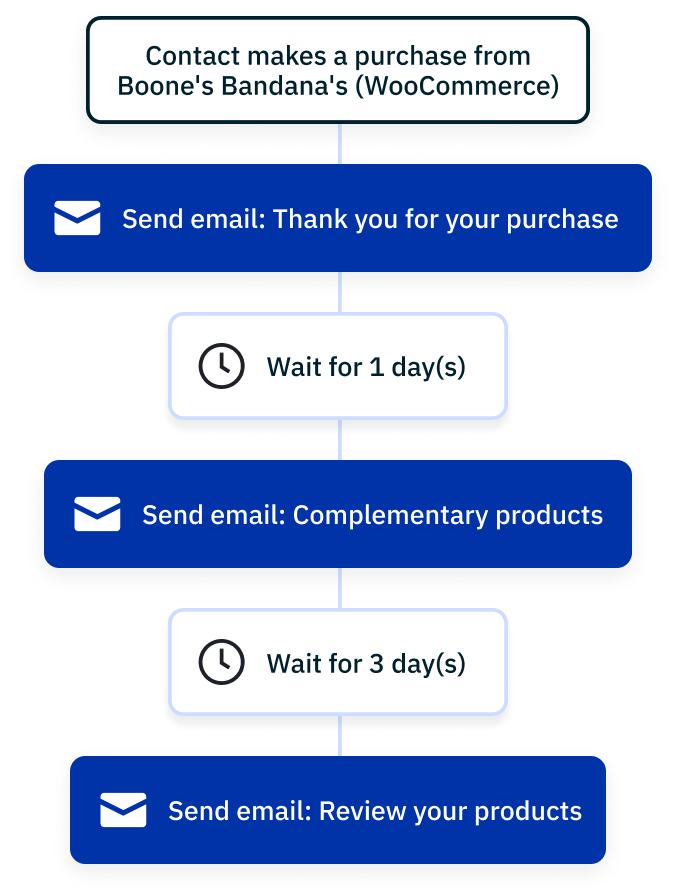 Contact makes a purchase from
Boone's Bandana's (WooCommerce)
Send email: Thank you for your purchase
Wait for 1 day(s)
Send email: Complementary products
Wait for 3 day(s)
Send email: Review your products